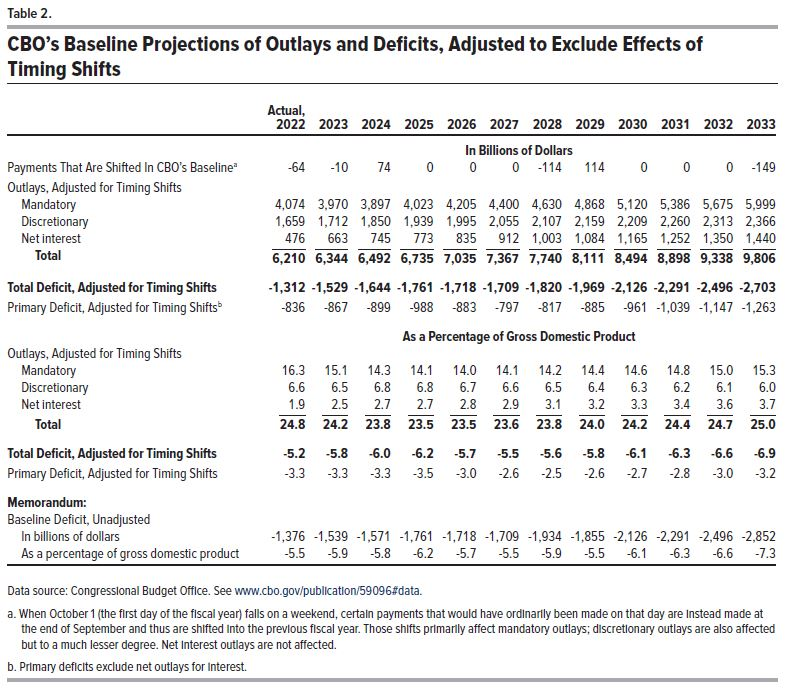 Table 2.
CBO's Baseline Projections of Outlays and Deficits, Adjusted to Exclude Effects of
Timing Shifts
Actual,
2022 2023 2024 2025 2026 2027 2028 2029 2030 2031 2032 2033
In Billions of Dollars
Payments That Are Shifted in CBO's Baselineª -64 -10 74 0 0 0 -114 114 0 0 0 -149
Outlays, Adjusted for Timing Shifts
Mandatory 4,074 3,970 3,897 4,023 4,205 4,400 4,630 4,868 5,120 5,386 5,675 5,999
Discretionary 1,659 1,712 1,850 1,939 1,995 2,055 2,107 2,159 2,209 2,260 2,313 2,366
Net interest 476 663 745 773 835 912 1,003 1,084 1,165 1,252 1,350 1,440
Total 6,210 6,344 6,492 6,735 7,035 7,367 7,740 8,111 8,494 8,898 9,338 9,806
Total Deficit, Adjusted for Timing Shifts -1,312 -1,529 -1,644 -1,761 -1,718 -1,709 -1,820 -1,969 -2,126 -2,291 -2,496 -2,703
Primary Deficit, Adjusted for Timing Shiftsᵇ -836 -867 -899 -988 -883 -797 -817 -885 -961 -1,039 -1,147 -1,263
As a Percentage of Gross Domestic Product
Outlays, Adjusted for Timing Shifts
Mandatory 16.3 15.1 14.3 14.1 14.0 14.1 14.2 14.4 14.6 14.8 15.0 15.3
Discretionary 6.6 6.5 6.8 6.8 6.7 6.6 6.5 6.4 6.3 6.2 6.1 6.0
Net interest 1.9 2.5 2.7 2.7 2.8 2.9 3.1 3.2 3.3 3.4 3.6 3.7
Total 24.8 24.2 23.8 23.5 23.5 23.6 23.8 24.0 24.2 24.4 24.7 25.0
Total Deficit, Adjusted for Timing Shifts -5.2 -5.8 -6.0 -6.2 -5.7 -5.5 -5.6 -5.8 -6.1 -6.3 -6.6 -6.9
Primary Deficit, Adjusted for Timing Shifts -3.3 -3.3 -3.3 -3.5 -3.0 -2.6 -2.5 -2.6 -2.7 -2.8 -3.0 -3.2
Memorandum:
Baseline Deficit, Unadjusted
In billions of dollars -1,376 -1,539 -1,571 -1,761 -1,718 -1,709 -1,934 -1,855 -2,126 -2,291 -2,496 -2,852
As a percentage of gross domestic product -5.5 -5.9 -5.8 -6.2 -5.7 -5.5 -5.9 -5.5 -6.1 -6.3 -6.6 -7.3
Data source: Congressional Budget Office. See www.cbo.gov/publication/59096#data.
a. When October 1 (the first day of the fiscal year) falls on a weekend, certain payments that would have ordinarily been made on that day are instead made at
the end of September and thus are shifted into the previous fiscal year. Those shifts primarily affect mandatory outlays; discretionary outlays are also affected
but to a much lesser degree. Net interest outlays are not affected.
b. Primary deficits exclude net outlays for interest.